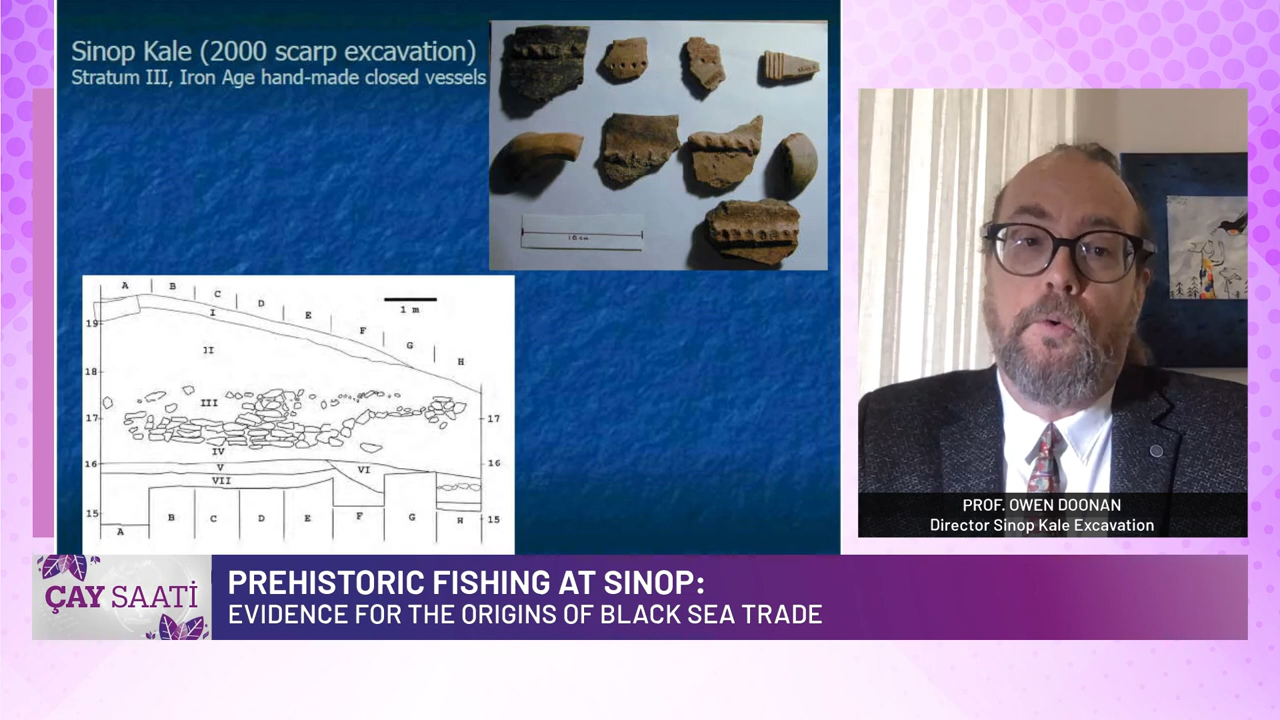 Sinop Kale (2000 scarp excavation)
Stratum III, Iron Age hand-made closed vessels
10 cm
A B C D E F G H
1 m
I
II
III
IV
V
VI
VII
19
18
17
16
15
17
16
15
A B C D E F G H
PROF. OWEN DOONAN
Director Sinop Kale Excavation
ÇAY SAATİ
PREHISTORIC FISHING AT SINOP:
EVIDENCE FOR THE ORIGINS OF BLACK SEA TRADE